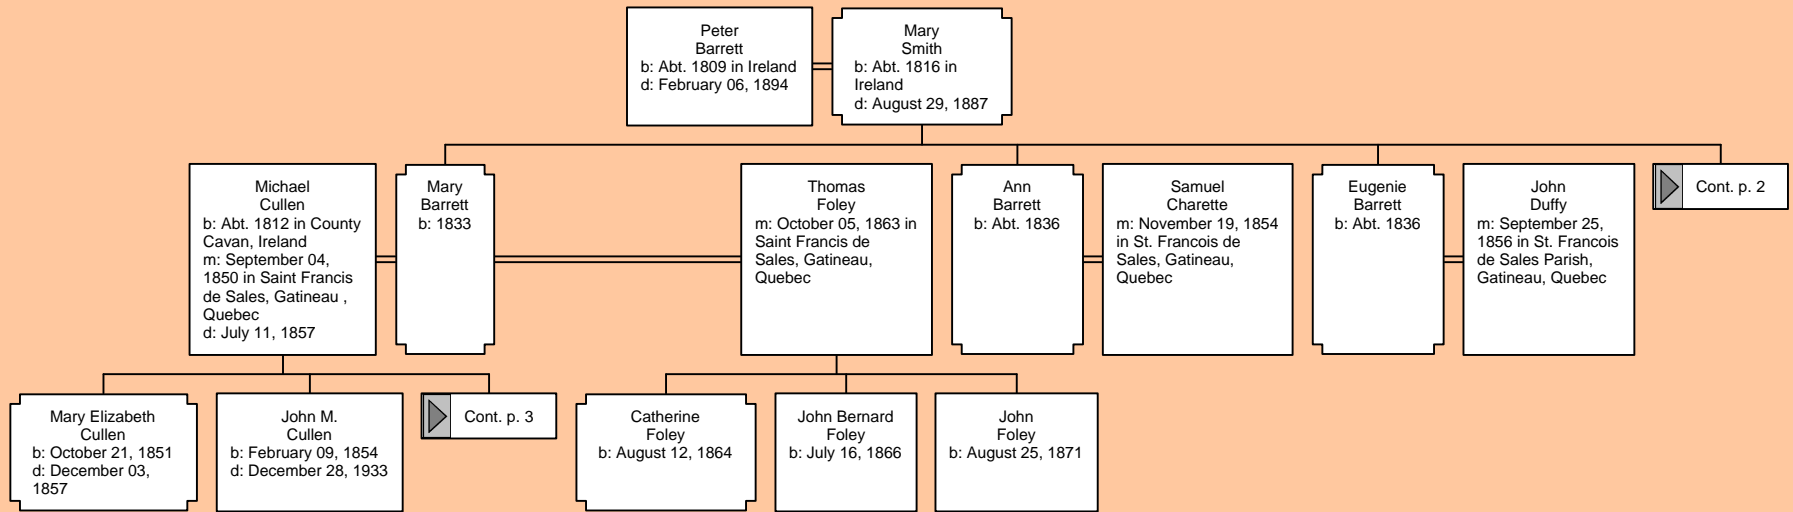 Peter
Barrett
b: Abt. 1809 in Ireland
d: February 06, 1894
Mary
Smith
b: Abt. 1816 in
Ireland
d: August 29, 1887
Michael
Cullen
b: Abt. 1812 in County
Cavan, Ireland
m: September 04,
1850 in Saint Francis
de Sales, Gatineau ,
Quebec
d: July 11, 1857
Mary
Barrett
b: 1833
Thomas
Foley
m: October 05, 1863 in
Saint Francis de
Sales, Gatineau,
Quebec
Ann
Barrett
b: Abt. 1836
Samuel
Charette
m: November 19, 1854
in St. Francois de
Sales, Gatineau,
Quebec
Eugenie
Barrett
b: Abt. 1836
John
Duffy
m: September 25,
1856 in St. Francois
de Sales Parish,
Gatineau, Quebec
Cont. p. 2
Mary Elizabeth
Cullen
b: October 21, 1851
d: December 03,
1857
John M.
Cullen
b: February 09, 1854
d: December 28, 1933
Cont. p. 3
Catherine
Foley
b: August 12, 1864
John Bernard
Foley
b: July 16, 1866
John
Foley
b: August 25, 1871